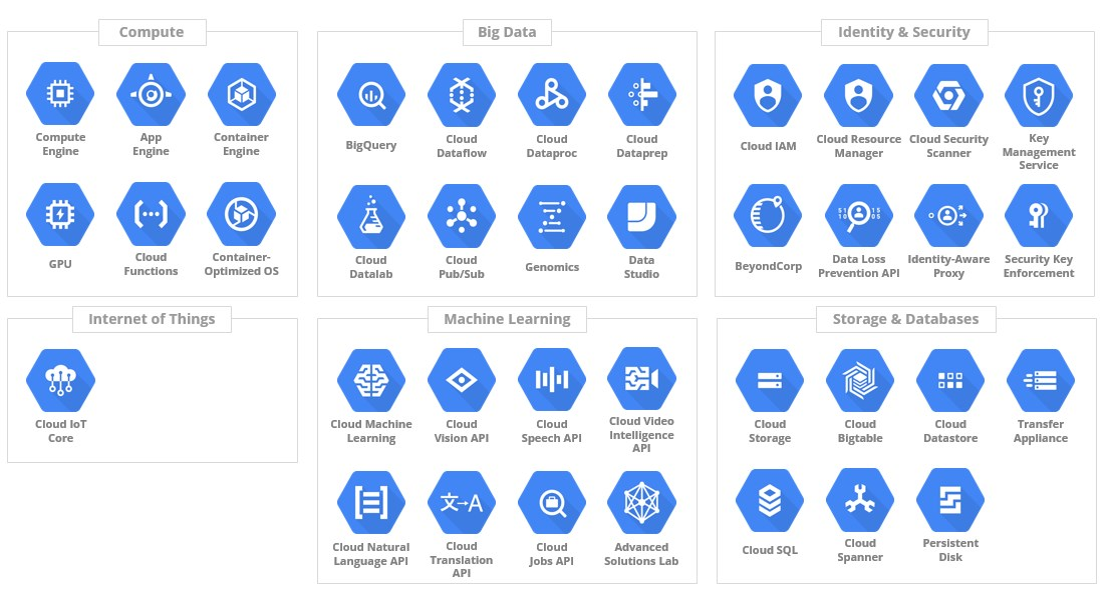 Compute
Compute
Engine
App
Engine
Container
Engine
GPU
Cloud
Functions
Container-
Optimized OS
Big Data
BigQuery
Cloud
Dataflow
Cloud
Dataproc
Cloud
Dataprep
Cloud
Datalab
Cloud
Pub/Sub
Genomics
Data
Studio
Identity & Security
Cloud IAM
Cloud Resource
Manager
Cloud Security
Scanner
Key
Management
Service
BeyondCorp
51 15
10 05
Data Loss
Prevention API
Identity-Aware
Proxy
Security Key
Enforcement
Internet of Things
Cloud IoT
Core
Machine Learning
Cloud Machine
Learning
Cloud
Vision API
Cloud
Speech API
Cloud Video
Intelligence
API
Cloud Natural
Language API
文→A
Cloud
Translation
API
Cloud
Jobs API
Advanced
Solutions Lab
Storage & Databases
Cloud
Storage
Cloud
Bigtable
Cloud
Datastore
Transfer
Appliance
Cloud SQL
Cloud
Spanner
Persistent
Disk